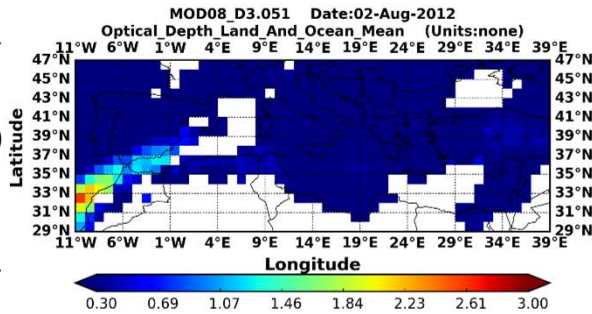 MOD08_D3.051 Date:02-Aug-2012
Optical_Depth_Land_And_Ocean_Mean (Units:none)
11°W 6°W 1°W 4°E 9°E 14°E 19°E 24°E 29°E 34°E 39°E
47°N 47°N
45°N 45°N
43°N 43°N
41°N 41°N
39°N 39°N
37°N 37°N
35°N 35°N
33°N 33°N
31°N 31°N
29°N 29°N
Latitude
11°W 6°W 1°W 4°E 9°E 14°E 19°E 24°E 29°E 34°E 39°E
Longitude
0.30 0.69 1.07 1.46 1.84 2.23 2.61 3.00